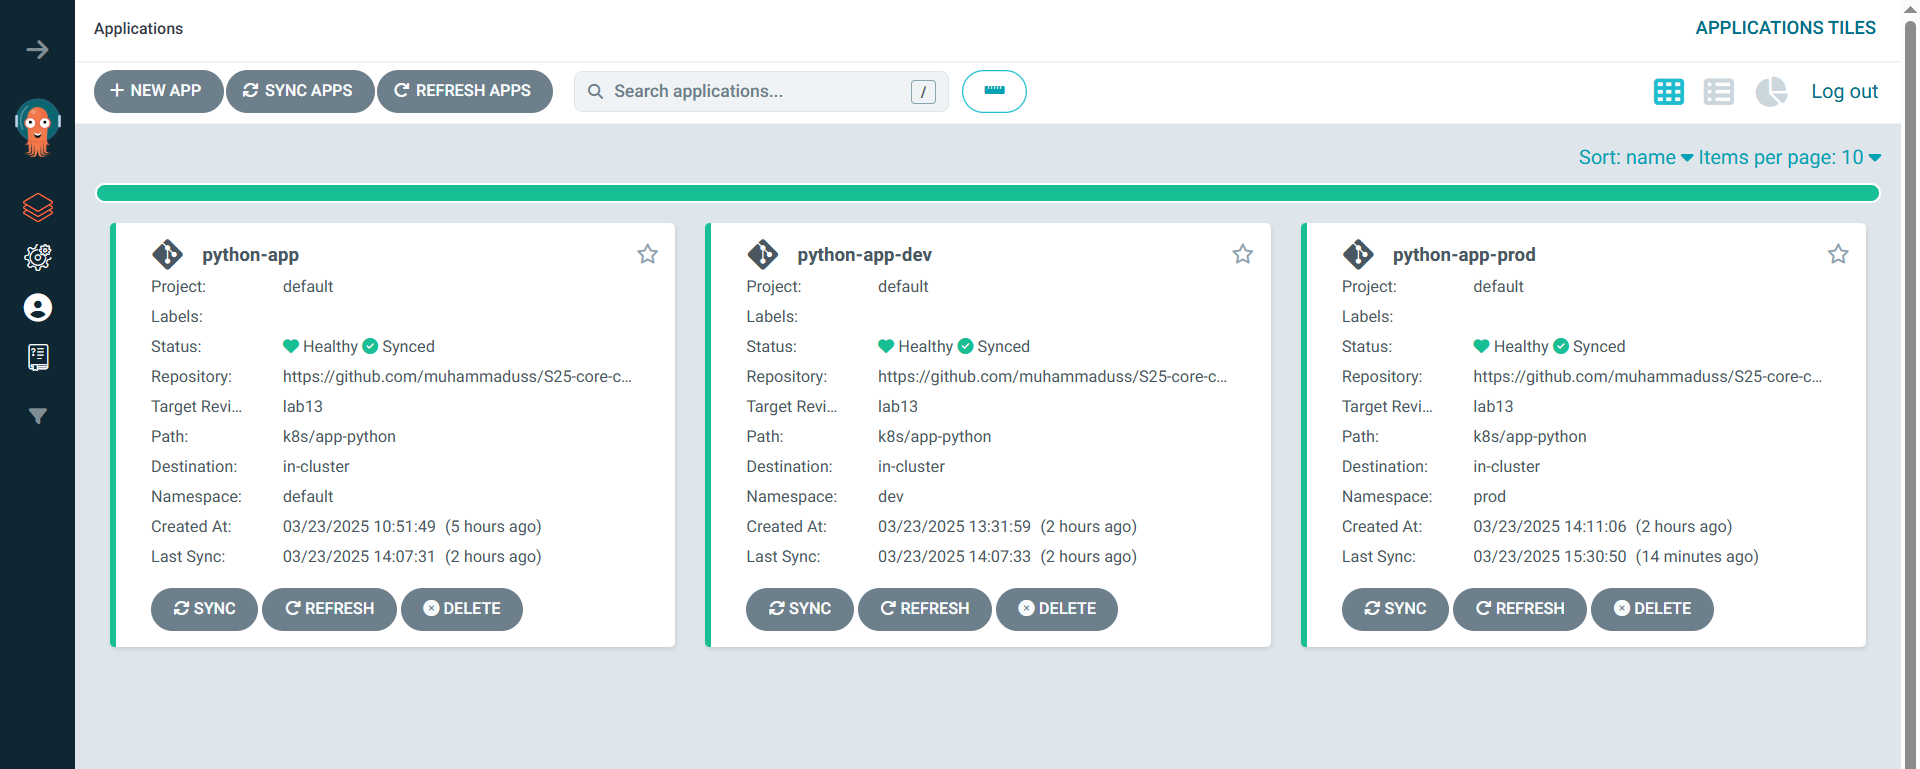 Applications
APPLICATIONS TILES
NEW APP
SYNC APPS
REFRESH APPS
Search applications...
/
Log out
Sort: name
Items per page: 10
python-app
Project: default
Labels:
Status: Healthy Synced
Repository: https://github.com/muhammaduss/S25-core-c...
Target Revi... lab13
Path: k8s/app-python
Destination: in-cluster
Namespace: default
Created At: 03/23/2025 10:51:49 (5 hours ago)
Last Sync: 03/23/2025 14:07:31 (2 hours ago)
SYNC REFRESH DELETE
python-app-dev
Project: default
Labels:
Status: Healthy Synced
Repository: https://github.com/muhammaduss/S25-core-c...
Target Revi... lab13
Path: k8s/app-python
Destination: in-cluster
Namespace: dev
Created At: 03/23/2025 13:31:59 (2 hours ago)
Last Sync: 03/23/2025 14:07:33 (2 hours ago)
SYNC REFRESH DELETE
python-app-prod
Project: default
Labels:
Status: Healthy Synced
Repository: https://github.com/muhammaduss/S25-core-c...
Target Revi... lab13
Path: k8s/app-python
Destination: in-cluster
Namespace: prod
Created At: 03/23/2025 14:11:06 (2 hours ago)
Last Sync: 03/23/2025 15:30:50 (14 minutes ago)
SYNC REFRESH DELETE